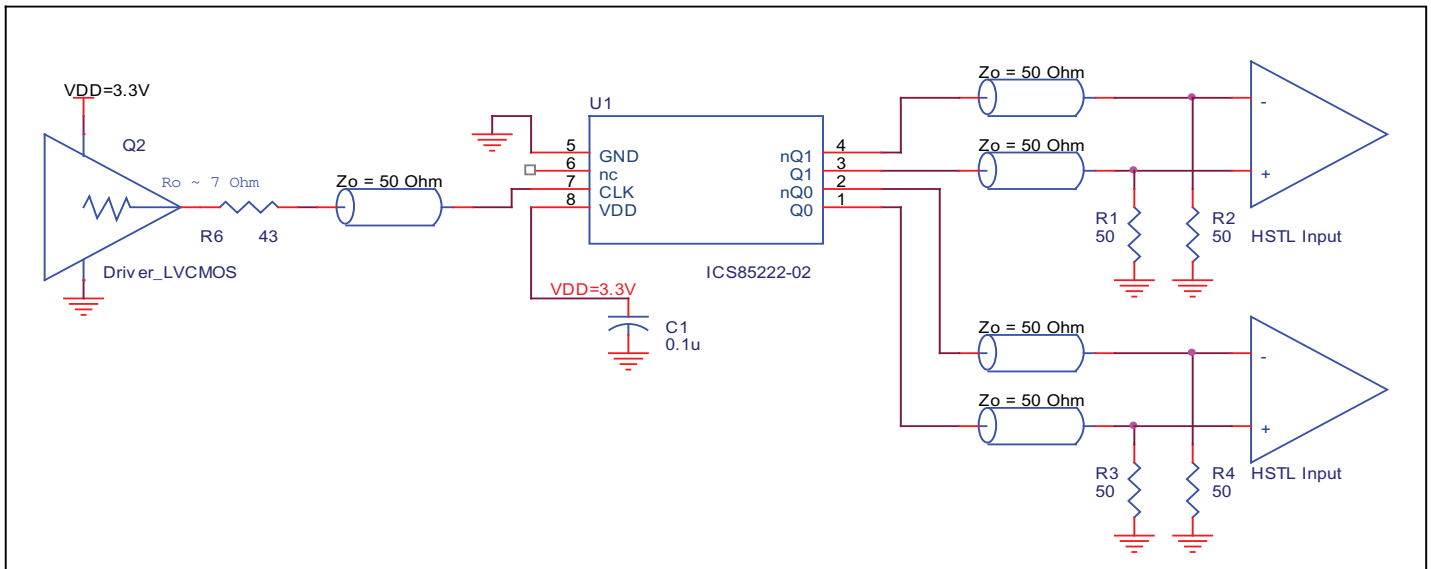 VDD=3.3V
Q2
Ro ~ 7 Ohm
R6 43
Driver_LVCMOS
Zo = 50 Ohm
U1
5 GND
6 nc
7 CLK
8 VDD
nQ1 4
Q1 3
nQ0 2
Q0 1
ICS85222-02
VDD=3.3V
C1
0.1u
Zo = 50 Ohm
-
Zo = 50 Ohm
+
R1
50
R2
50
HSTL Input
Zo = 50 Ohm
-
Zo = 50 Ohm
+
R3
50
R4
50
HSTL Input